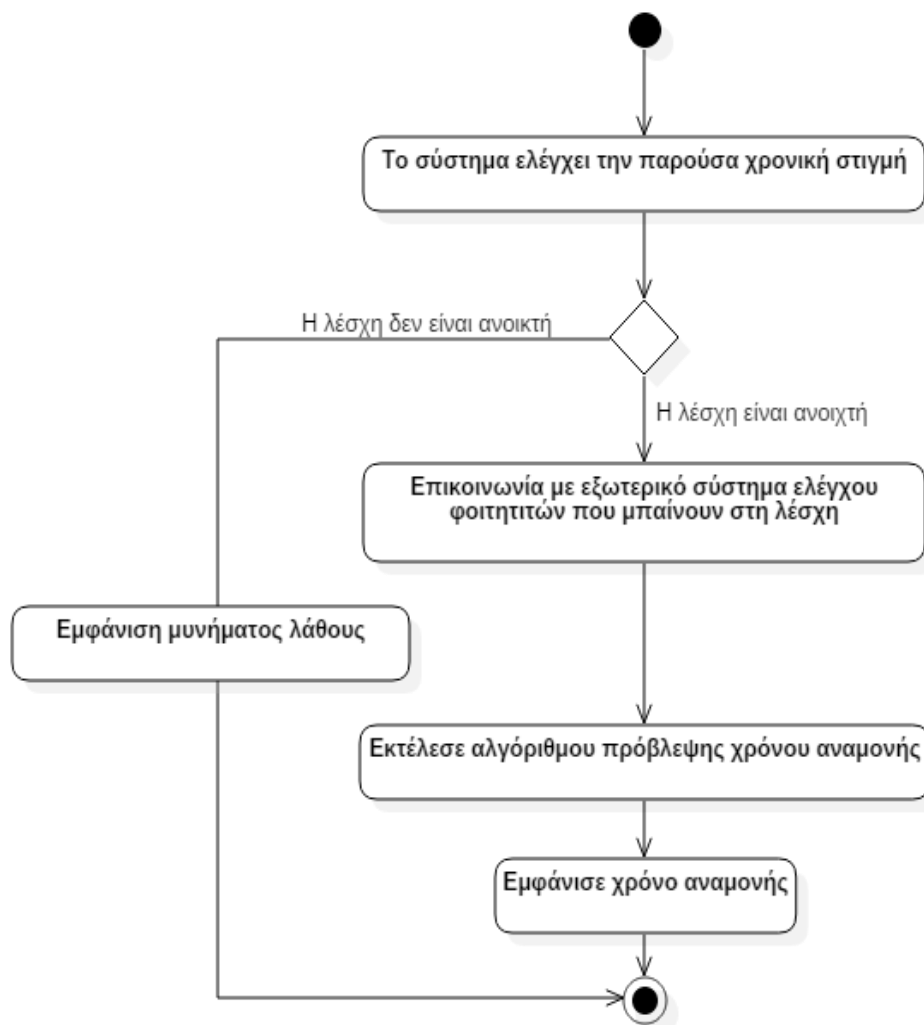 Το σύστημα ελέγχει την παρούσα χρονική στιγμή
Η λέσχη δεν είναι ανοικτή
Η λέσχη είναι ανοιχτή
Επικοινωνία με εξωτερικό σύστημα ελέγχου
φοιτητιτών που μπαίνουν στη λέσχη
Εμφάνιση μυνήματος λάθους
Εκτέλεσε αλγόριθμου πρόβλεψης χρόνου αναμονής
Εμφάνισε χρόνο αναμονής